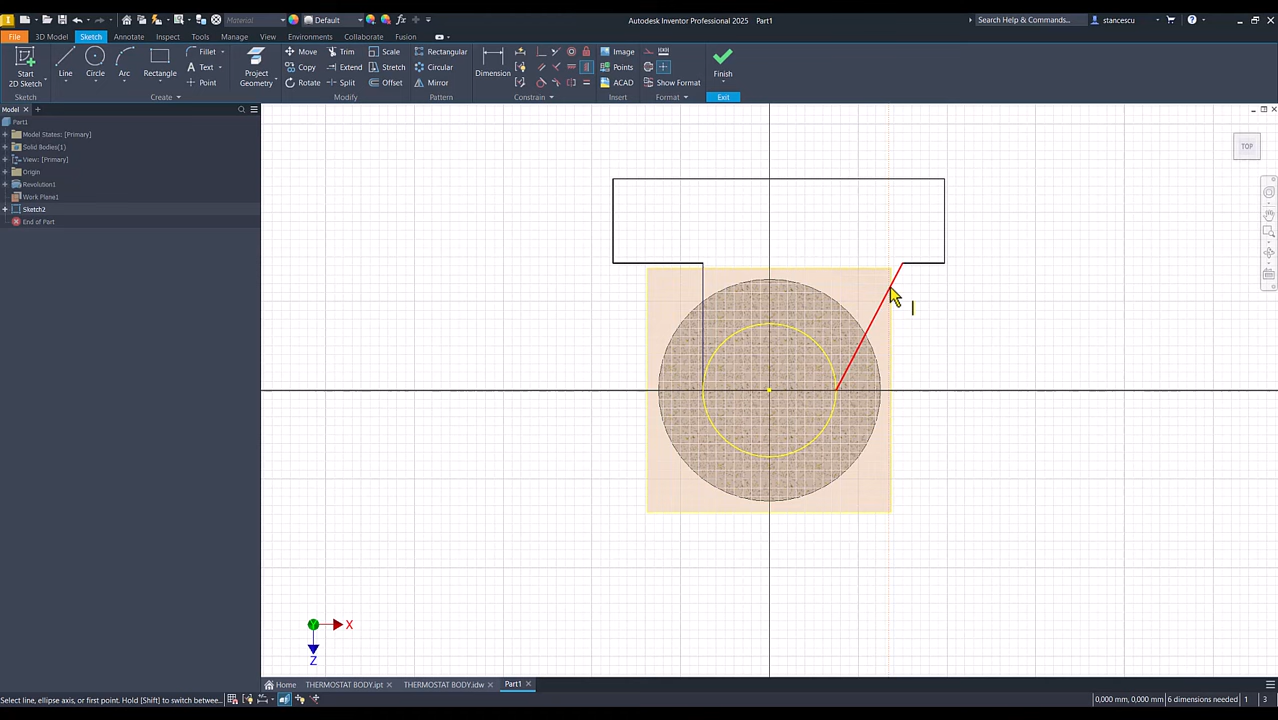 Material
Default
Autodesk Inventor Professional 2025 Part1
Search Help & Commands...
stancescu
File
3D Model
Sketch
Annotate
Inspect
Tools
Manage
View
Environments
Collaborate
Fusion
Start
2D Sketch
Line
Circle
Arc
Rectangle
Fillet
Text
Point
Project
Geometry
Move
Copy
Rotate
Trim
Extend
Split
Scale
Stretch
Offset
Rectangular
Circular
Mirror
Dimension
Image
Points
ACAD
Show Format
Finish
Sketch
Create
Modify
Pattern
Constrain
Insert
Format
Exit
Model
Part1
Model States: [Primary]
Solid Bodies(1)
View: [Primary]
Origin
Revolution1
Work Plane1
Sketch2
End of Part
TOP
X
Y
Z
Home
THERMOSTAT BODY.ipt
THERMOSTAT BODY.idw
Part1
Select line, ellipse axis, or first point. Hold [Shift] to switch betwee...
0,000 mm, 0,000 mm
6 dimensions needed
1
3